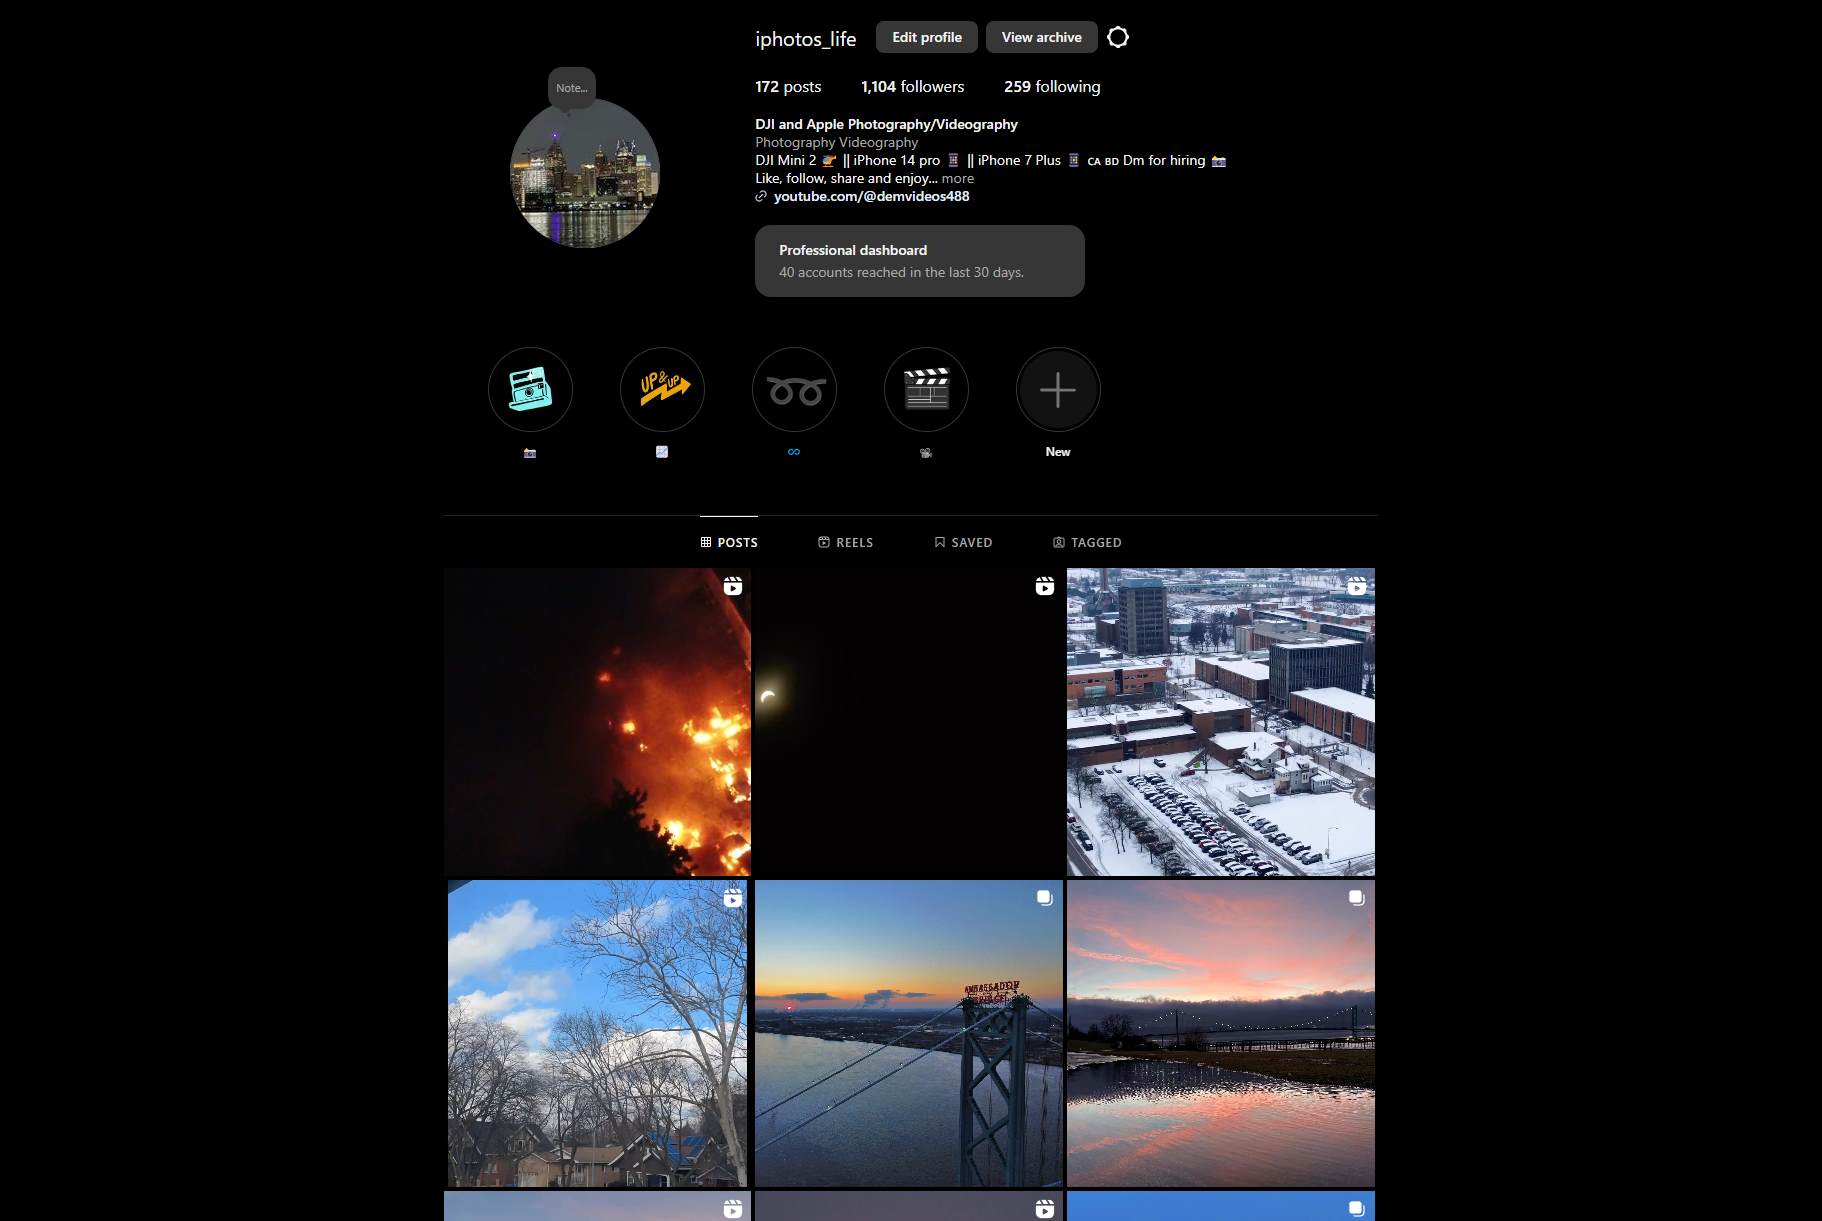 iphotos_life Edit profile View archive
Note...
172 posts 1,104 followers 259 following
DJI and Apple Photography/Videography
Photography Videography
DJI Mini 2 🚁 || iPhone 14 pro 📱 || iPhone 7 Plus 📱 CA BD Dm for hiring 📸
Like, follow, share and enjoy... more
youtube.com/@demvideos488
Professional dashboard
40 accounts reached in the last 30 days.
UP & UP
New
POSTS REELS SAVED TAGGED
AMBASSADOR
BRIDGE